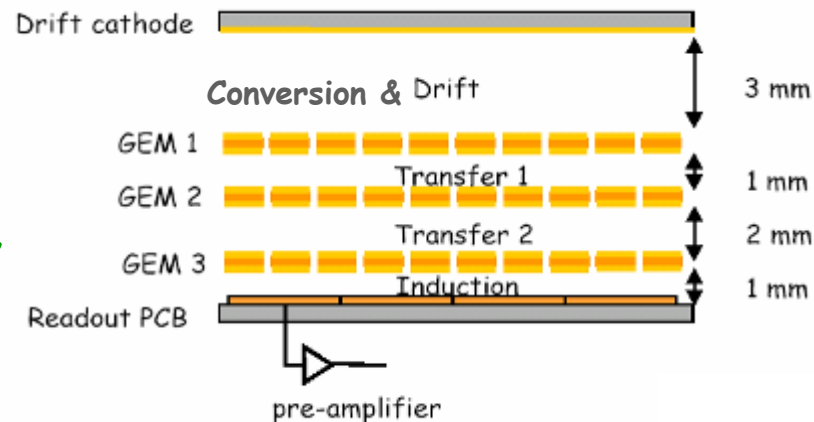 Drift cathode
Conversion & Drift
3 mm
GEM 1
Transfer 1
1 mm
GEM 2
Transfer 2
2 mm
GEM 3
Induction
1 mm
Readout PCB
pre-amplifier